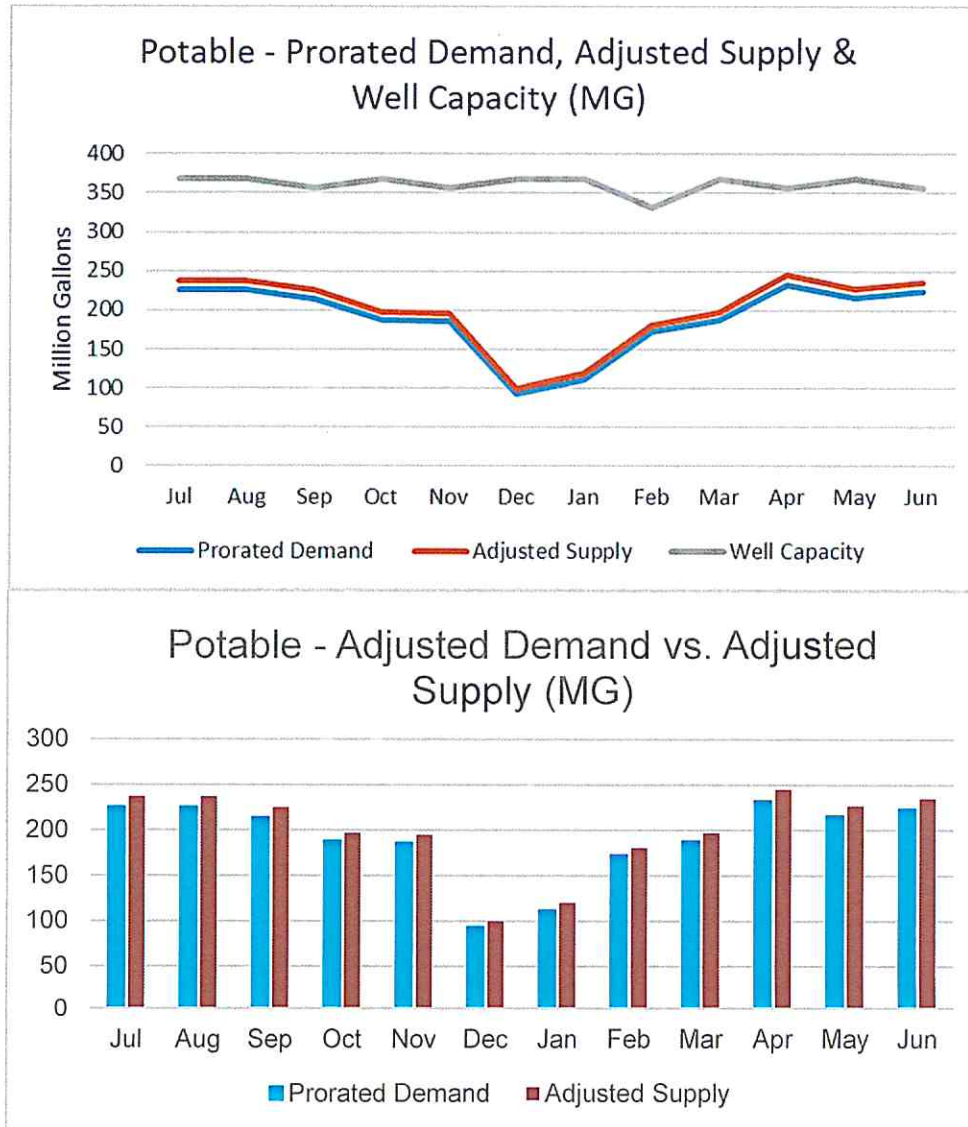 Potable - Prorated Demand, Adjusted Supply &
Well Capacity (MG)
Million Gallons
400
350
300
250
200
150
100
50
0
Jul Aug Sep Oct Nov Dec Jan Feb Mar Apr May Jun
Prorated Demand Adjusted Supply Well Capacity
Potable - Adjusted Demand vs. Adjusted
Supply (MG)
300
250
200
150
100
50
0
Jul Aug Sep Oct Nov Dec Jan Feb Mar Apr May Jun
Prorated Demand Adjusted Supply